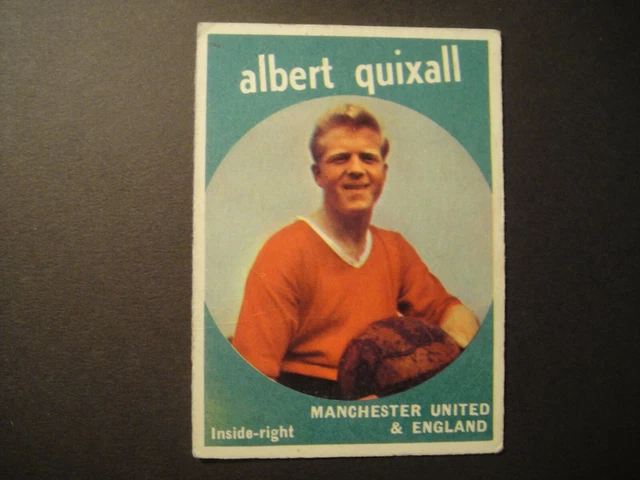 albert quixall
MANCHESTER UNITED
& ENGLAND
Inside-right